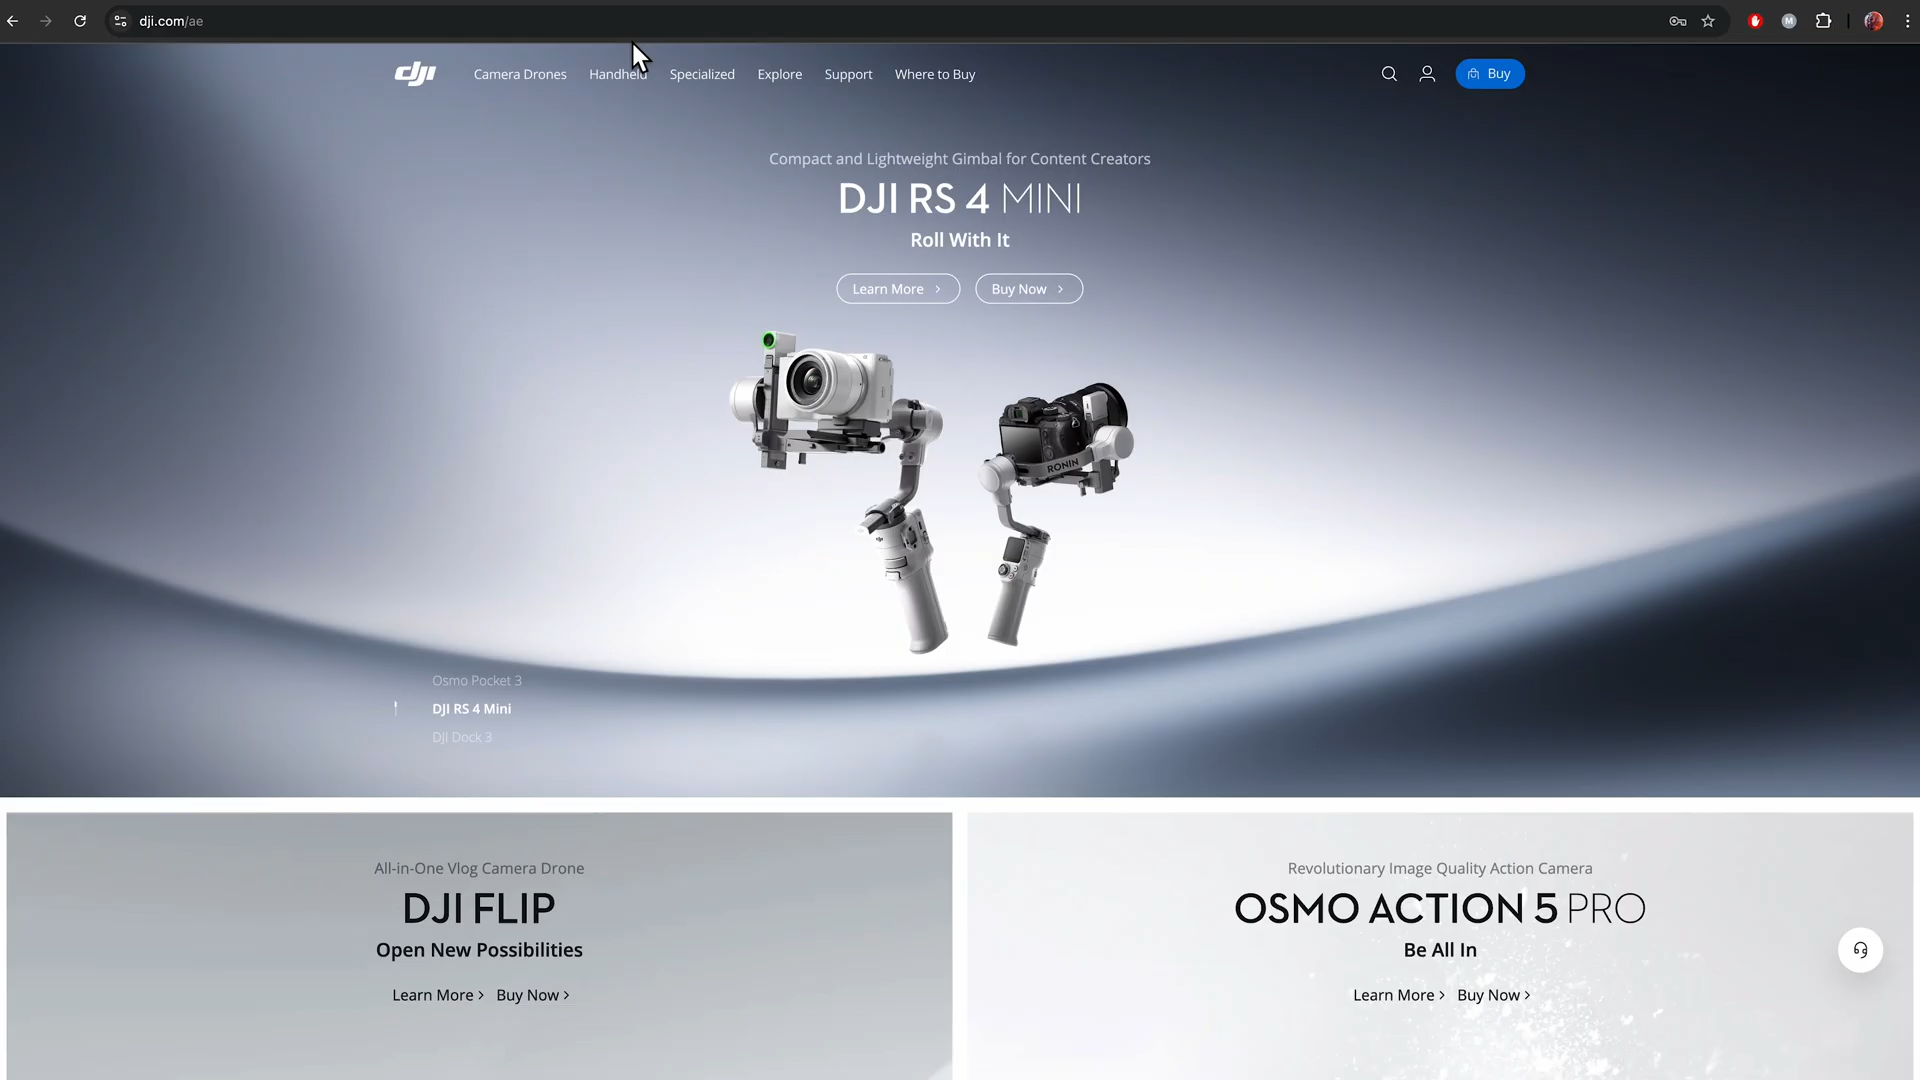 dji.com/ae
dji
Camera Drones Handheld Specialized Explore Support Where to Buy
Buy
Compact and Lightweight Gimbal for Content Creators
DJI RS 4 MINI
Roll With It
Learn More > Buy Now >
RONIN
Osmo Pocket 3
DJI RS 4 Mini
DJI Dock 3
All-in-One Vlog Camera Drone
DJI FLIP
Open New Possibilities
Learn More > Buy Now >
Revolutionary Image Quality Action Camera
OSMO ACTION 5 PRO
Be All In
Learn More > Buy Now >